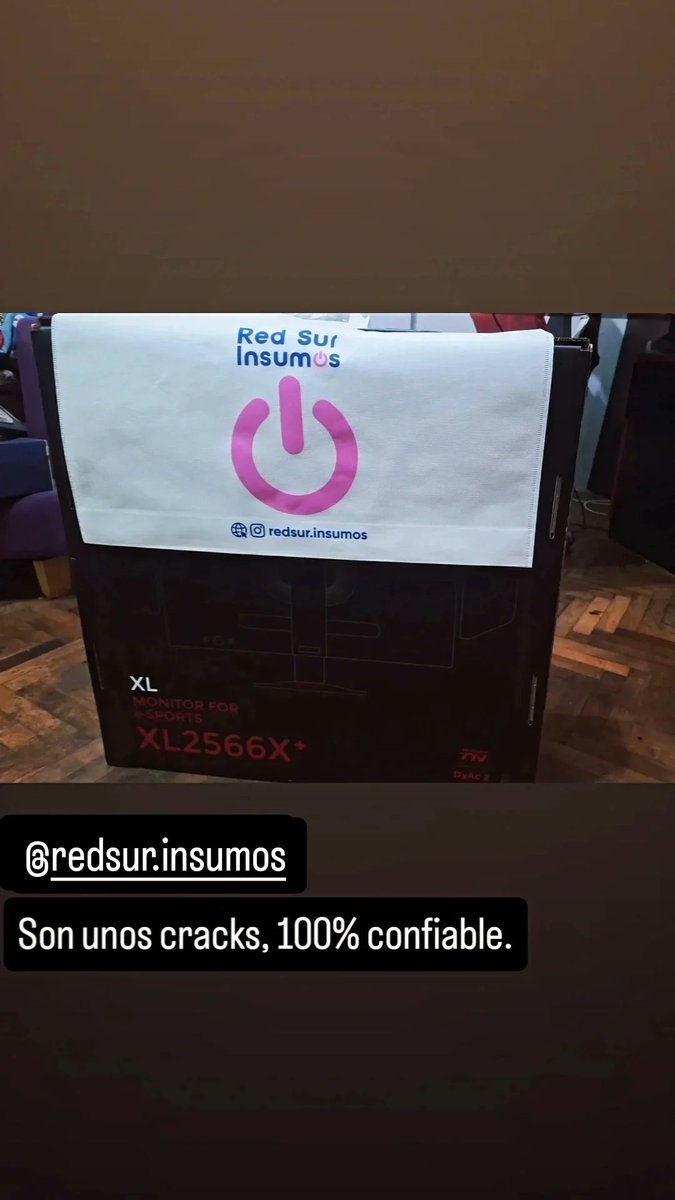 Red Sur
Insumos
redsur.insumos
XL
MONITOR FOR
e-SPORTS
XL2566X+
DyAc 2
@redsur.insumos
Son unos cracks, 100% confiable.